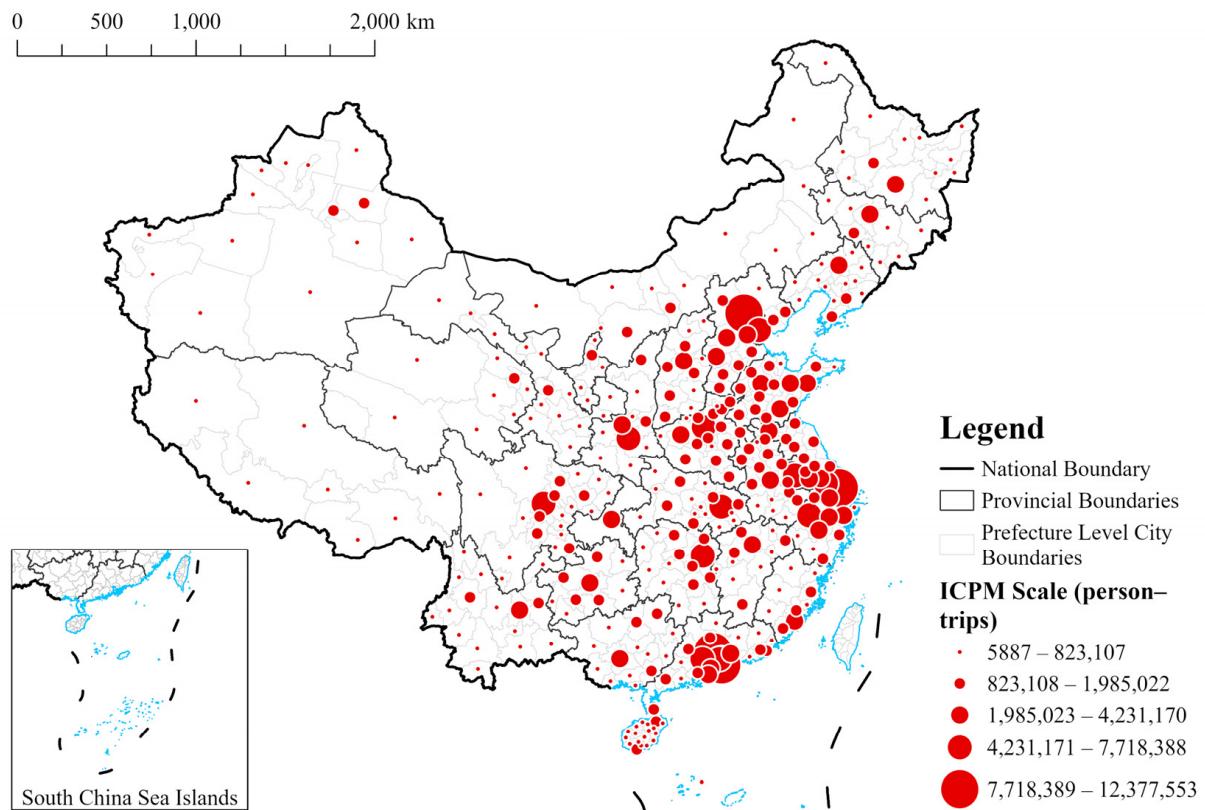 0 500 1,000 2,000 km
Legend
National Boundary
Provincial Boundaries
Prefecture Level City
Boundaries
ICPM Scale (person–
trips)
5887 – 823,107
823,108 – 1,985,022
1,985,023 – 4,231,170
4,231,171 – 7,718,388
7,718,389 – 12,377,553
South China Sea Islands